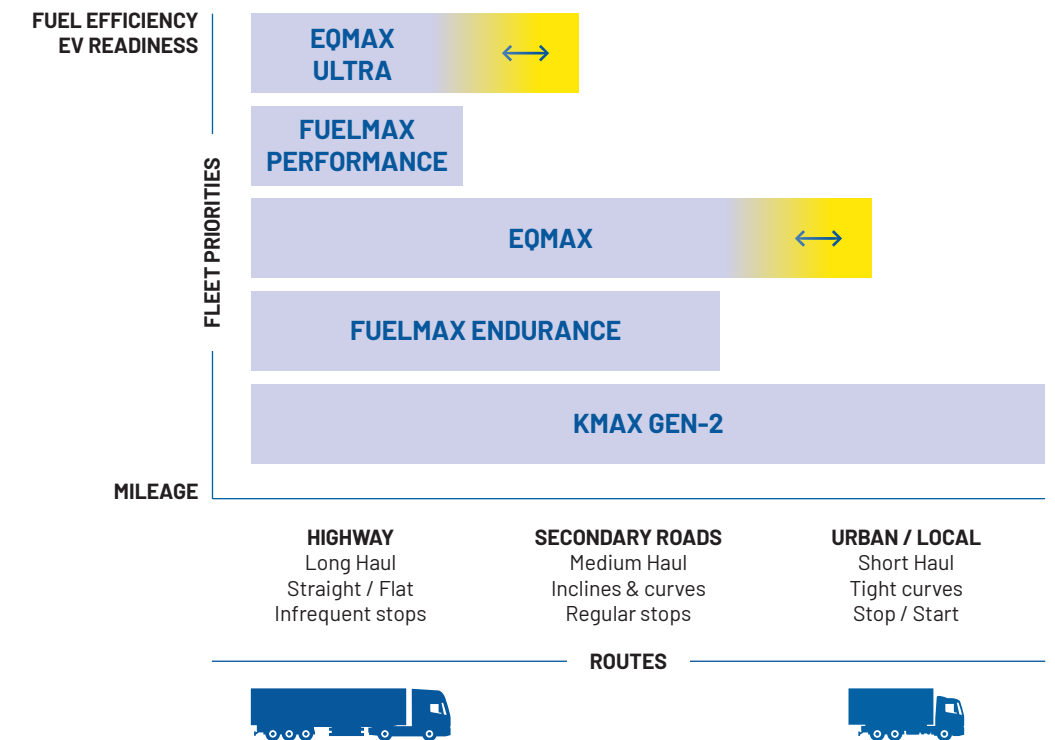 FUEL EFFICIENCY
EV READINESS
EQMAX
ULTRA
FUELMAX
PERFORMANCE
FLEET PRIORITIES
EQMAX
FUELMAX ENDURANCE
KMAX GEN-2
MILEAGE
HIGHWAY
Long Haul
Straight / Flat
Infrequent stops
SECONDARY ROADS
Medium Haul
Inclines & curves
Regular stops
URBAN / LOCAL
Short Haul
Tight curves
Stop / Start
ROUTES